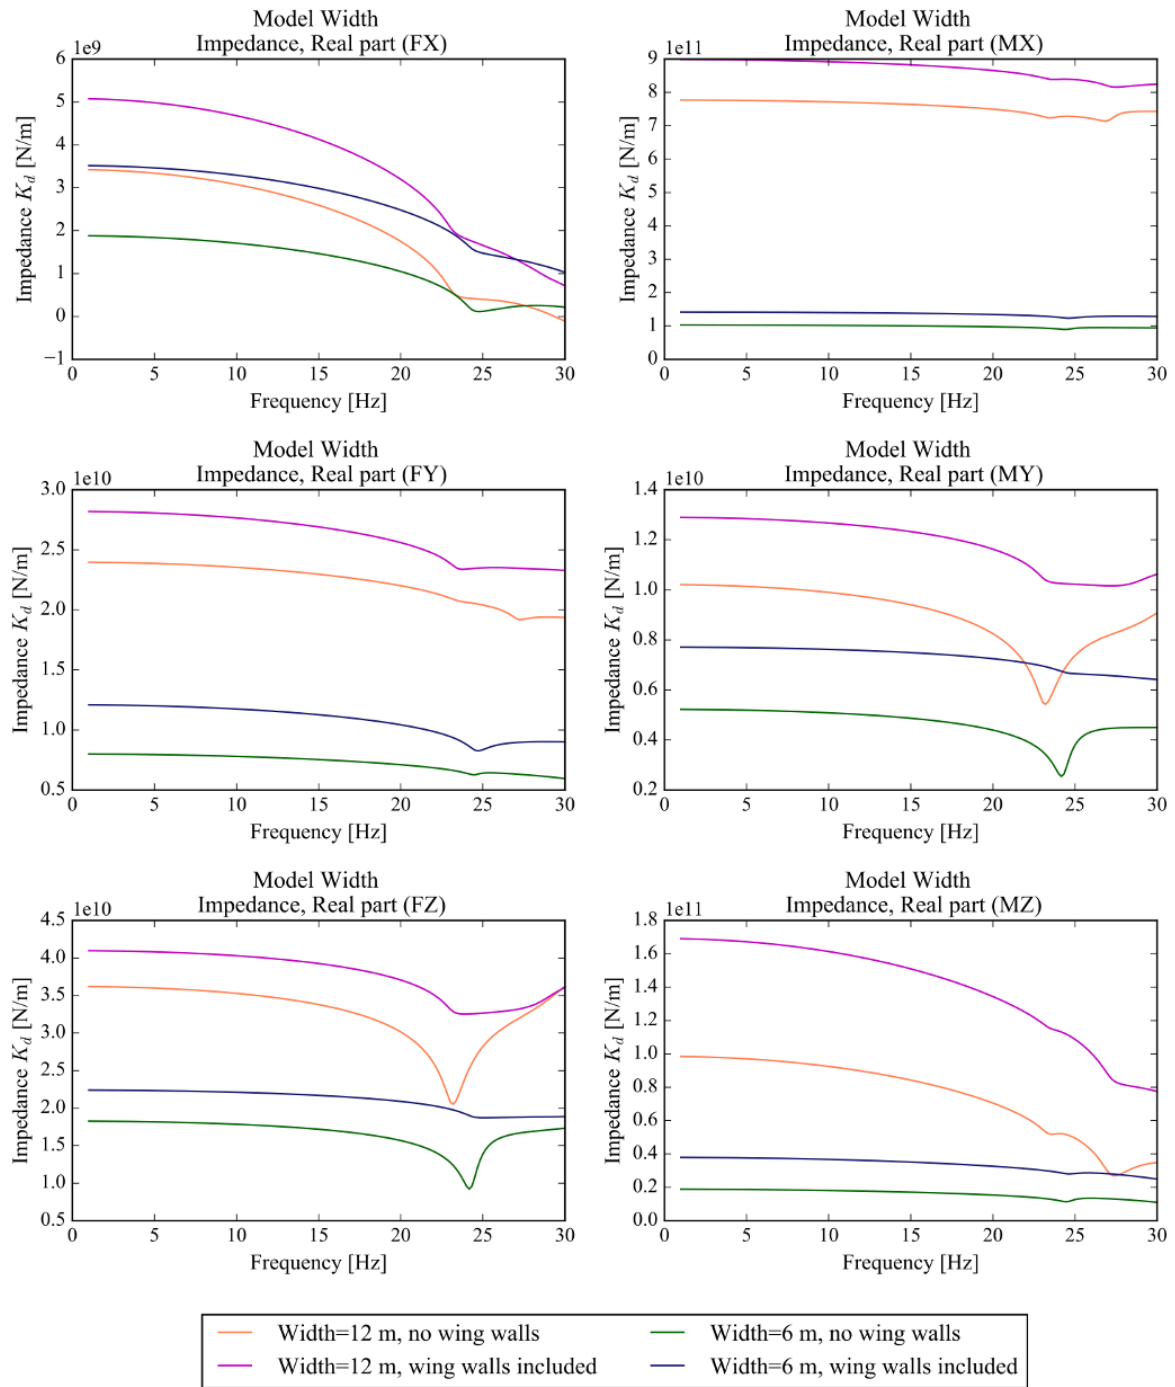 Model Width
Impedance, Real part (FX)
1e9
6
5
4
3
2
1
0
−1
Impedance K_d [N/m]
0 5 10 15 20 25 30
Frequency [Hz]
Model Width
Impedance, Real part (MX)
1e11
9
8
7
6
5
4
3
2
1
0
Impedance K_d [N/m]
0 5 10 15 20 25 30
Frequency [Hz]
Model Width
Impedance, Real part (FY)
1e10
3.0
2.5
2.0
1.5
1.0
0.5
Impedance K_d [N/m]
0 5 10 15 20 25 30
Frequency [Hz]
Model Width
Impedance, Real part (MY)
1e10
1.4
1.2
1.0
0.8
0.6
0.4
0.2
Impedance K_d [N/m]
0 5 10 15 20 25 30
Frequency [Hz]
Model Width
Impedance, Real part (FZ)
1e10
4.5
4.0
3.5
3.0
2.5
2.0
1.5
1.0
0.5
Impedance K_d [N/m]
0 5 10 15 20 25 30
Frequency [Hz]
Model Width
Impedance, Real part (MZ)
1e11
1.8
1.6
1.4
1.2
1.0
0.8
0.6
0.4
0.2
0.0
Impedance K_d [N/m]
0 5 10 15 20 25 30
Frequency [Hz]
Width=12 m, no wing walls
Width=12 m, wing walls included
Width=6 m, no wing walls
Width=6 m, wing walls included